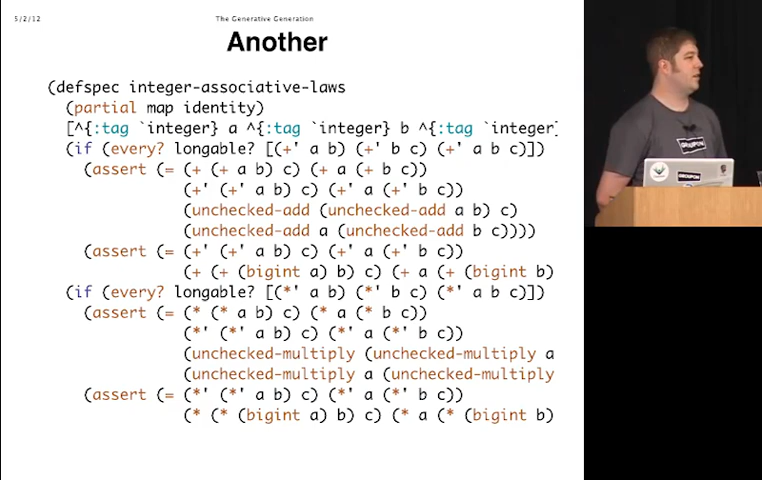 5/2/12
The Generative Generation
Another
(defspec integer-associative-laws
(partial map identity)
[^{:tag `integer} a ^{:tag `integer} b ^{:tag `integer]
(if (every? longable? [(+' a b) (+' b c) (+' a b c)])
(assert (= (+ (+ a b) c) (+ a (+ b c))
(+' (+' a b) c) (+' a (+' b c))
(unchecked-add (unchecked-add a b) c)
(unchecked-add a (unchecked-add b c))))
(assert (= (+' (+' a b) c) (+' a (+' b c))
(+ (+ (bigint a) b) c) (+ a (+ (bigint b)
(if (every? longable? [(*' a b) (*' b c) (*' a b c)])
(assert (= (* (* a b) c) (* a (* b c))
(*' (*' a b) c) (*' a (*' b c))
(unchecked-multiply (unchecked-multiply a
(unchecked-multiply a (unchecked-multiply
(assert (= (*' (*' a b) c) (*' a (*' b c))
(* (* (bigint a) b) c) (* a (* (bigint b)
GROUPON
GROUPON